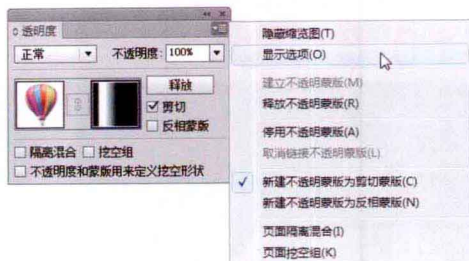 透明度
正常
不透明度: 100%
释放
剪切
反相蒙版
隔离混合 挖空组
不透明度和蒙版用来定义挖空形状
隐藏缩览图(T)
显示选项(O)
建立不透明蒙版(M)
释放不透明蒙版(R)
停用不透明蒙版(A)
取消链接不透明蒙版(L)
新建不透明蒙版为剪切蒙版(C)
新建不透明蒙版为反相蒙版(N)
页面隔离混合(I)
页面挖空组(K)